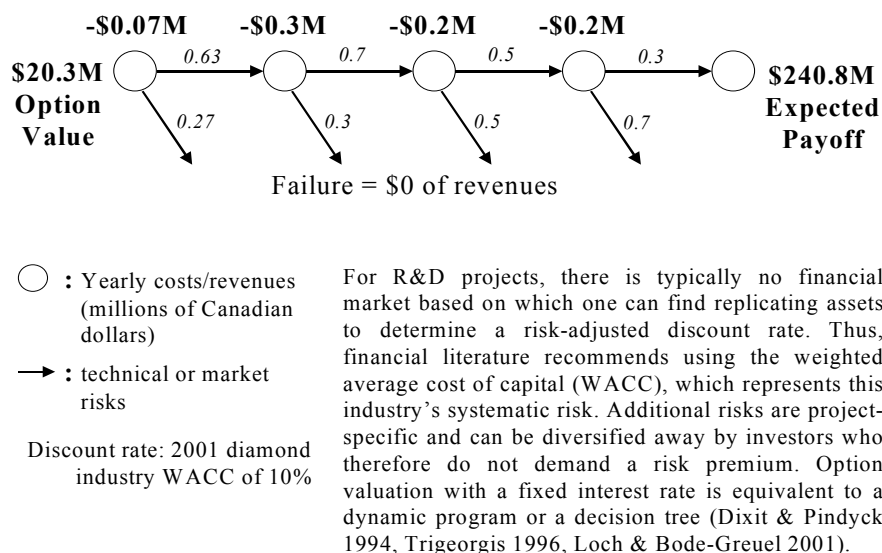 -$0.07M -$0.3M -$0.2M -$0.2M
0.63 0.7 0.5 0.3
$20.3M
Option
Value
$240.8M
Expected
Payoff
0.27 0.3 0.5 0.7
Failure = $0 of revenues
: Yearly costs/revenues
(millions of Canadian
dollars)
: technical or market
risks
Discount rate: 2001 diamond
industry WACC of 10%
For R&D projects, there is typically no financial
market based on which one can find replicating assets
to determine a risk-adjusted discount rate. Thus,
financial literature recommends using the weighted
average cost of capital (WACC), which represents this
industry's systematic risk. Additional risks are project-
specific and can be diversified away by investors who
therefore do not demand a risk premium. Option
valuation with a fixed interest rate is equivalent to a
dynamic program or a decision tree (Dixit & Pindyck
1994, Trigeorgis 1996, Loch & Bode-Greuel 2001).